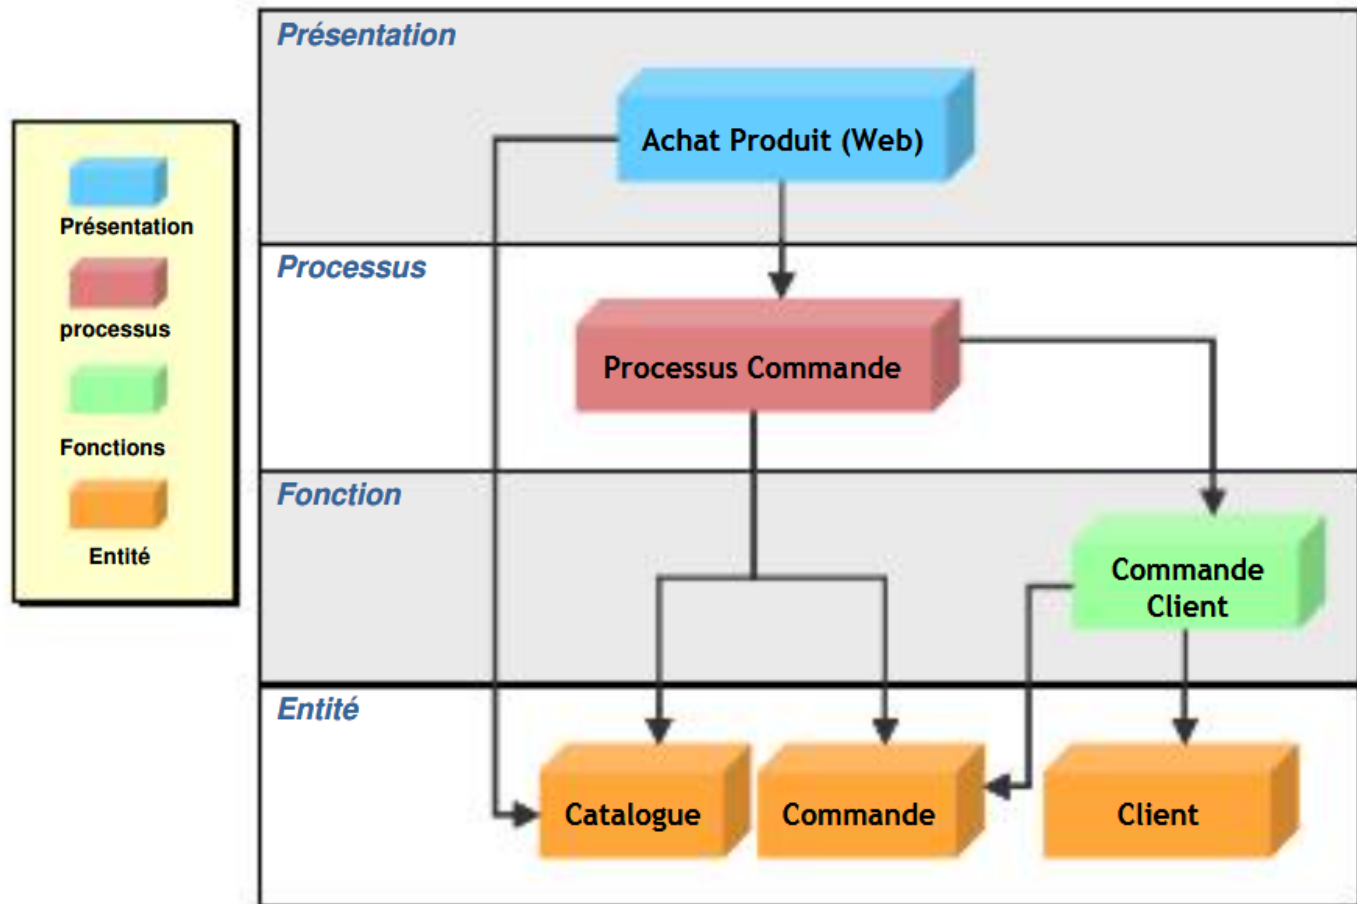 Présentation
Achat Produit (Web)
Présentation
processus
Fonctions
Entité
Processus
Processus Commande
Fonction
Commande
Client
Entité
Catalogue
Commande
Client